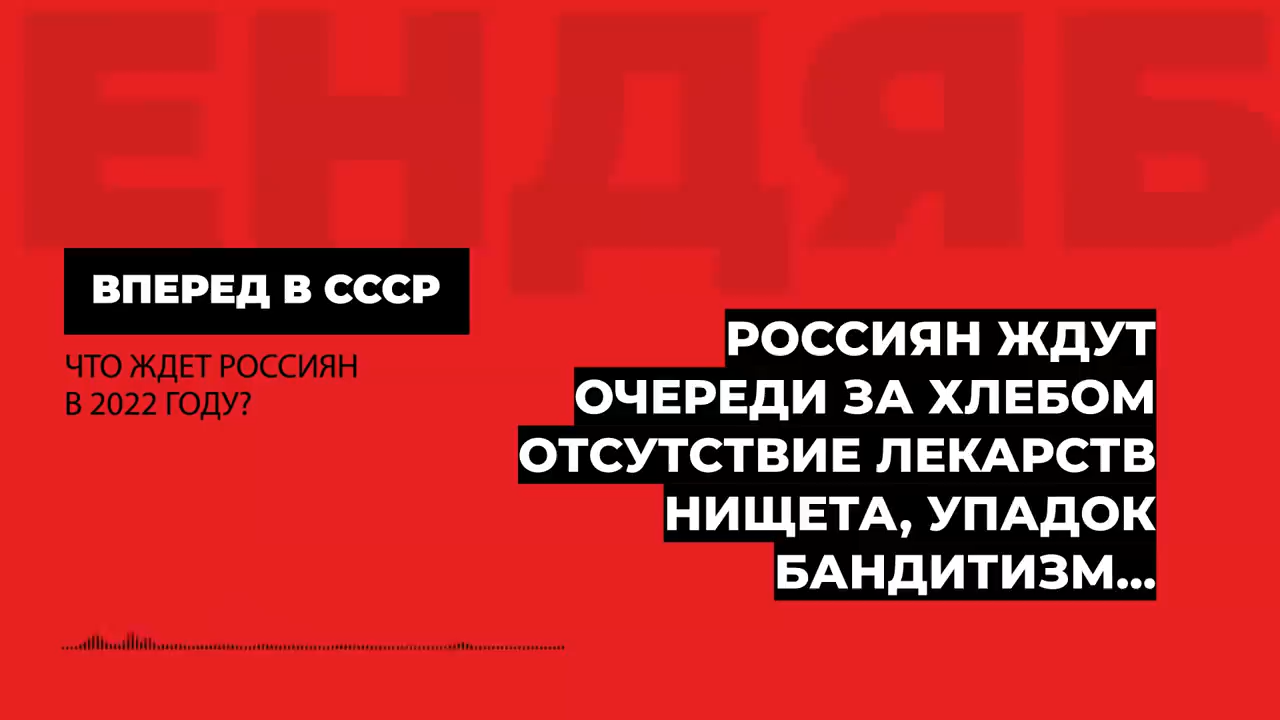 ЕНДЯБ
ВПЕРЕД В СССР
ЧТО ЖДЕТ РОССИЯН
В 2022 ГОДУ?
РОССИЯН ЖДУТ
ОЧЕРЕДИ ЗА ХЛЕБОМ
ОТСУТСТВИЕ ЛЕКАРСТВ
НИЩЕТА, УПАДОК
БАНДИТИЗМ...